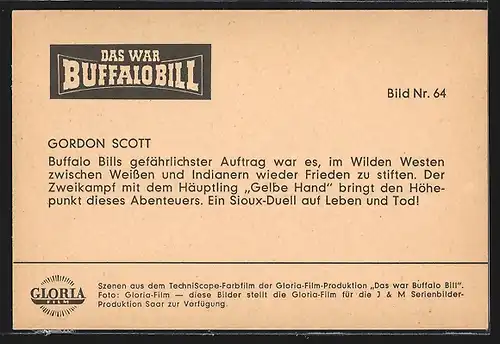 DAS WAR
BUFFALO BILL
Bild Nr. 64
GORDON SCOTT
Buffalo Bills gefährlichster Auftrag war es, im Wilden Westen
zwischen Weißen und Indianern wieder Frieden zu stiften. Der
Zweikampf mit dem Häuptling „Gelbe Hand" bringt den Höhe-
punkt dieses Abenteuers. Ein Sioux-Duell auf Leben und Tod!
GLORIA
FILM
Szenen aus dem TechniScope-Farbfilm der Gloria-Film-Produktion „Das war Buffalo Bill".
Foto: Gloria-Film — diese Bilder stellt die Gloria-Film für die J & M Serienbilder-
Produktion Saar zur Verfügung.